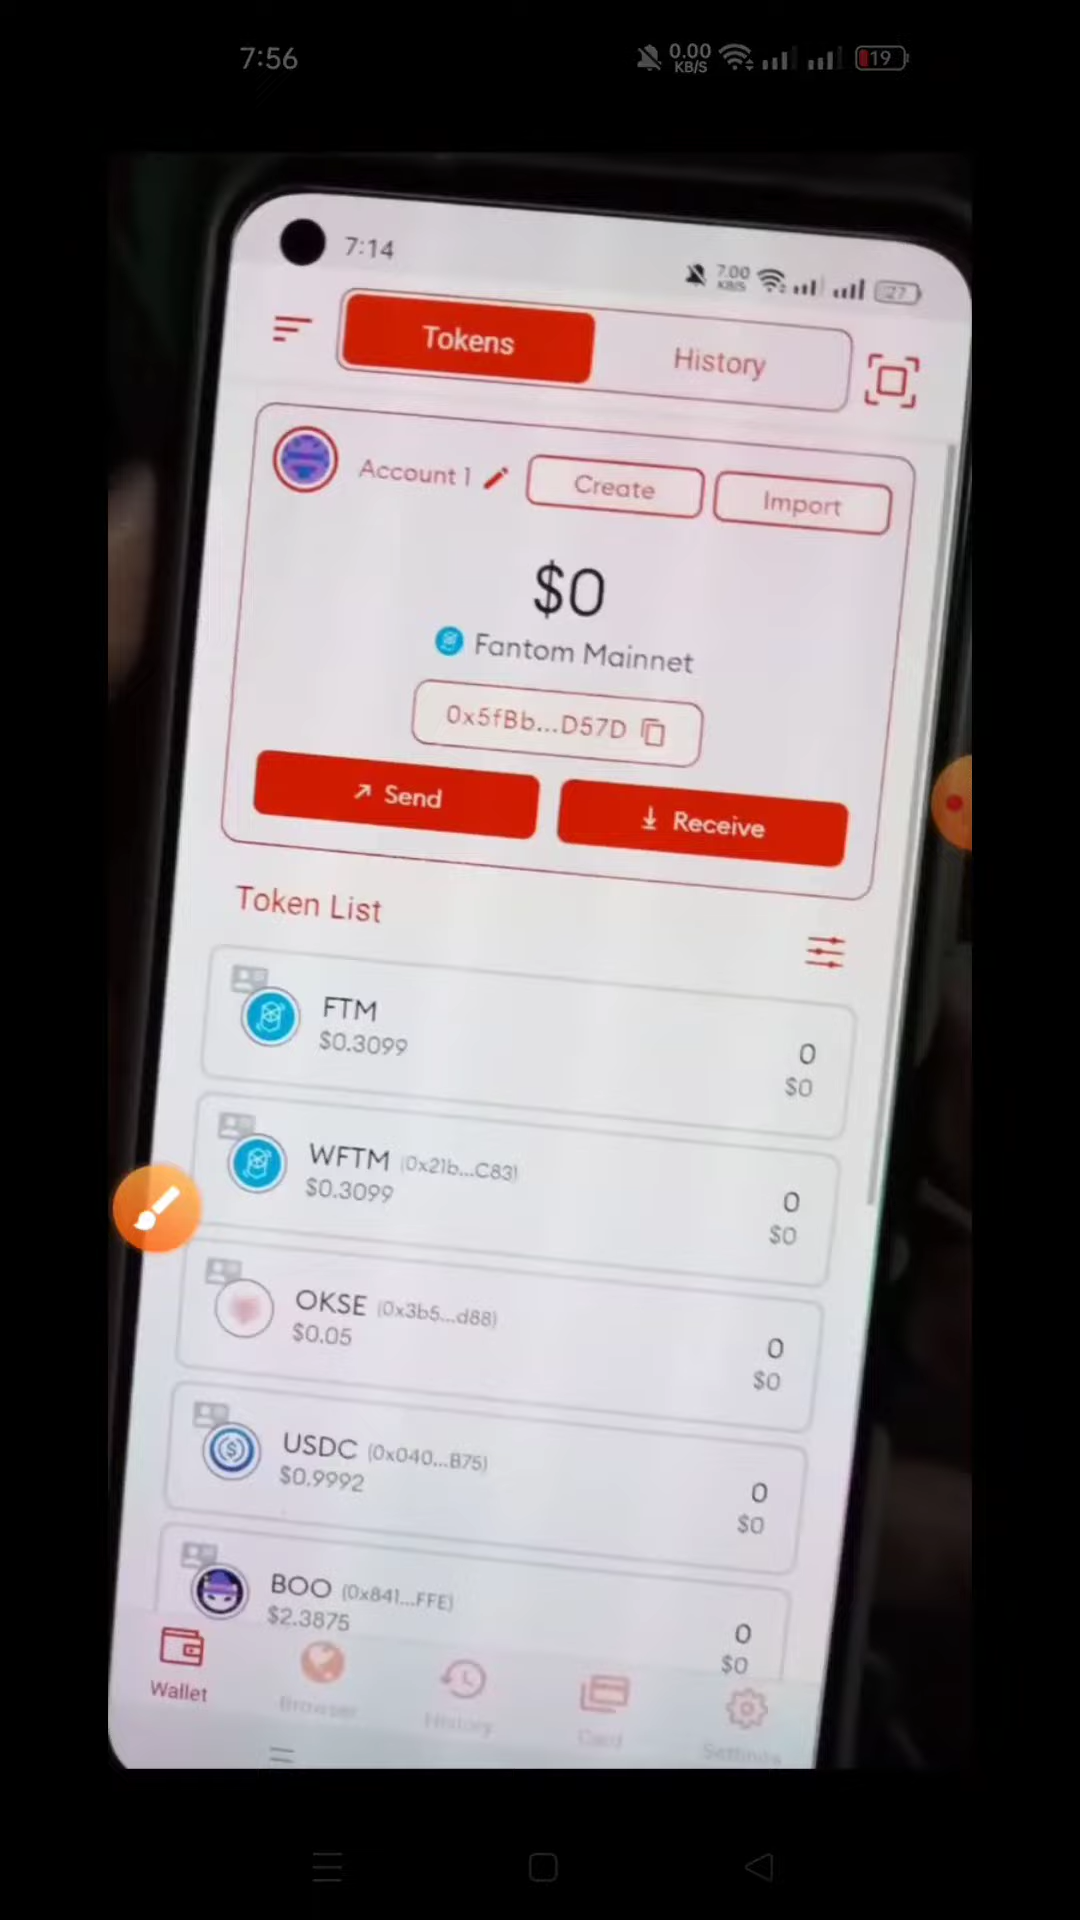 7:56
0.00
KB/S
19
7:14
7.00
KB/S
27
Tokens
History
Account 1
Create
Import
$0
Fantom Mainnet
0x5fBb...D57D
Send
Receive
Token List
FTM
$0.3099
0
$0
WFTM (0x21b...C83)
$0.3099
0
$0
OKSE (0x3b5...d88)
$0.05
0
$0
USDC (0x040...B75)
$0.9992
0
$0
BOO (0x841...FFE)
$2.3875
0
$0
Wallet
Browser
History
Card
Settings